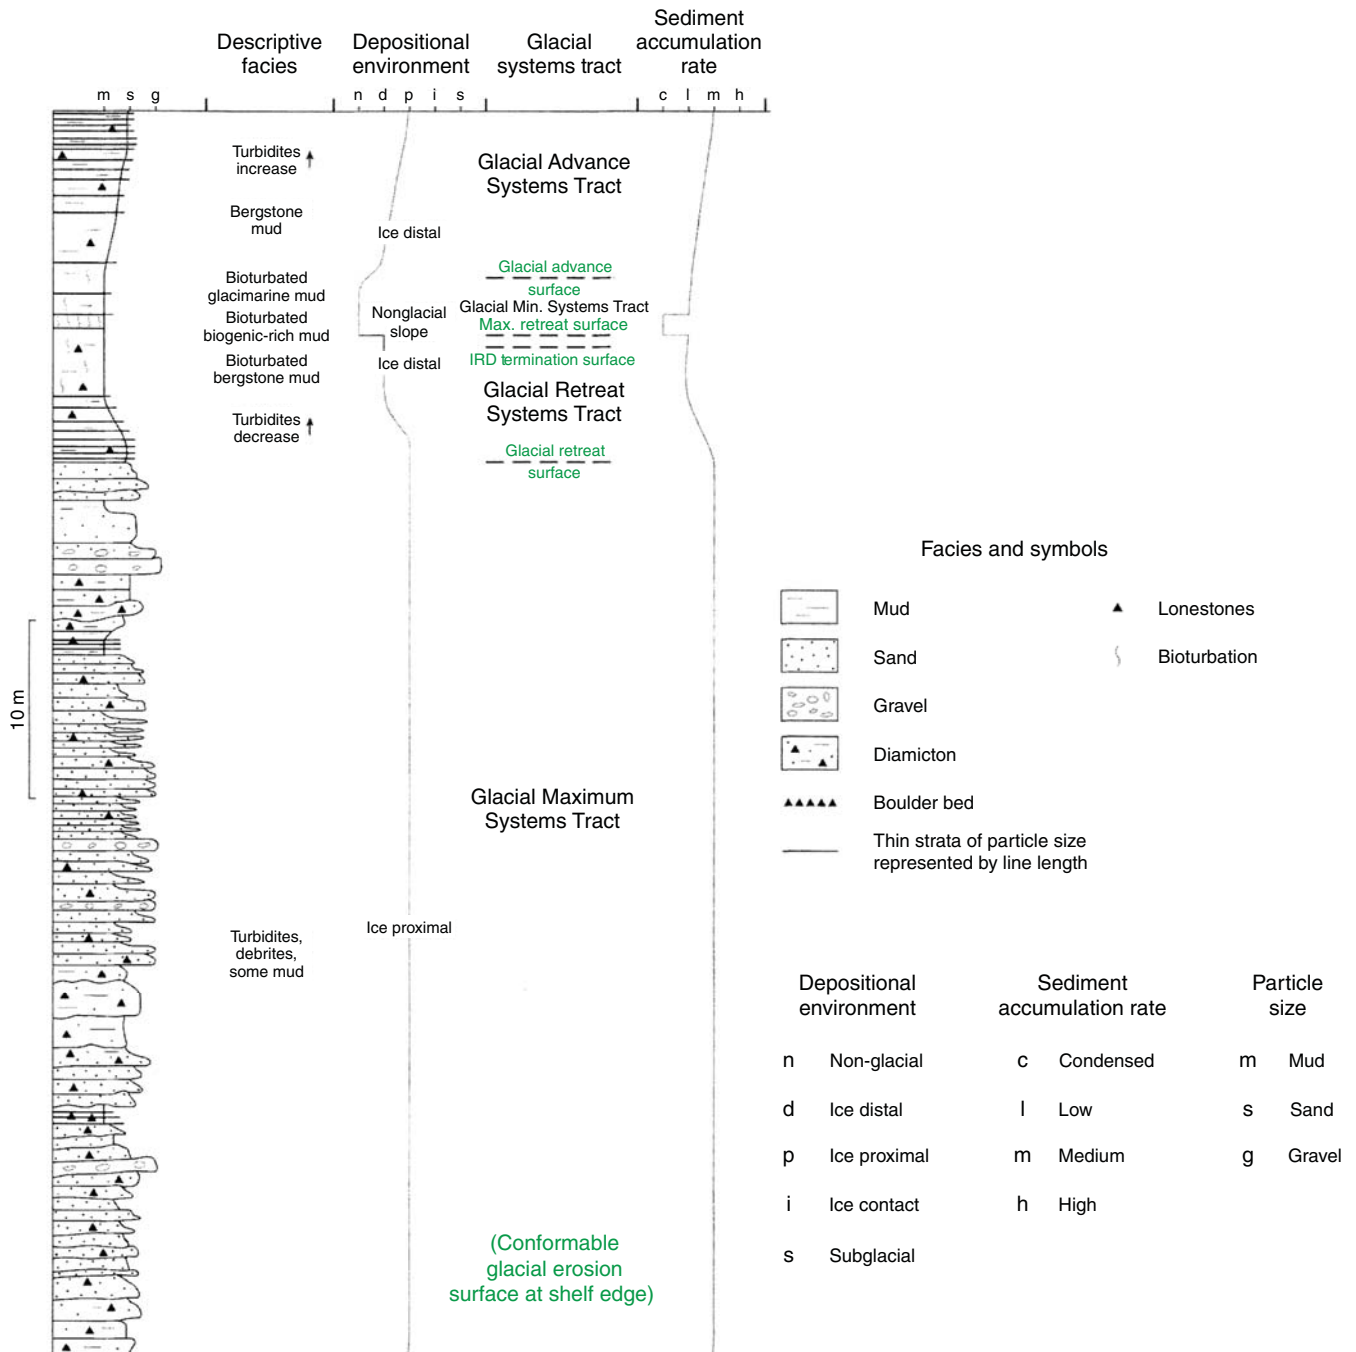 Descriptive
facies
Depositional
environment
Glacial
systems tract
Sediment
accumulation
rate
m s g
n d p i s
c l m h
Turbidites
increase
Glacial Advance
Systems Tract
Bergstone
mud
Ice distal
Glacial advance
surface
Bioturbated
glacimarine mud
Glacial Min. Systems Tract
Nonglacial
slope
Bioturbated
biogenic-rich mud
Max. retreat surface
IRD termination surface
Bioturbated
bergstone mud
Ice distal
Glacial Retreat
Systems Tract
Turbidites
decrease
Glacial retreat
surface
10 m
Glacial Maximum
Systems Tract
Ice proximal
Turbidites,
debrites,
some mud
(Conformable
glacial erosion
surface at shelf edge)
Facies and symbols
Mud
Sand
Gravel
Diamicton
Boulder bed
Thin strata of particle size
represented by line length
Lonestones
Bioturbation
Depositional
environment
n Non-glacial
d Ice distal
p Ice proximal
i Ice contact
s Subglacial
Sediment
accumulation rate
c Condensed
l Low
m Medium
h High
Particle
size
m Mud
s Sand
g Gravel